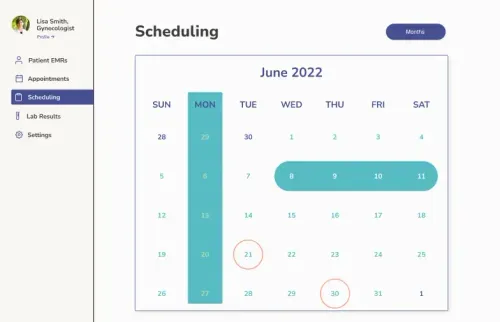 Lisa Smith,
Gynecologist
Profile →
Scheduling
Months
Patient EMRs
Appointments
Scheduling
Lab Results
Settings
June 2022
SUN MON TUE WED THU FRI SAT
28 29 30 1 2 3 4
5 6 7 8 9 10 11
12 13 14 15 16 17 18
19 20 21 22 23 24 25
26 27 28 29 30 31 1